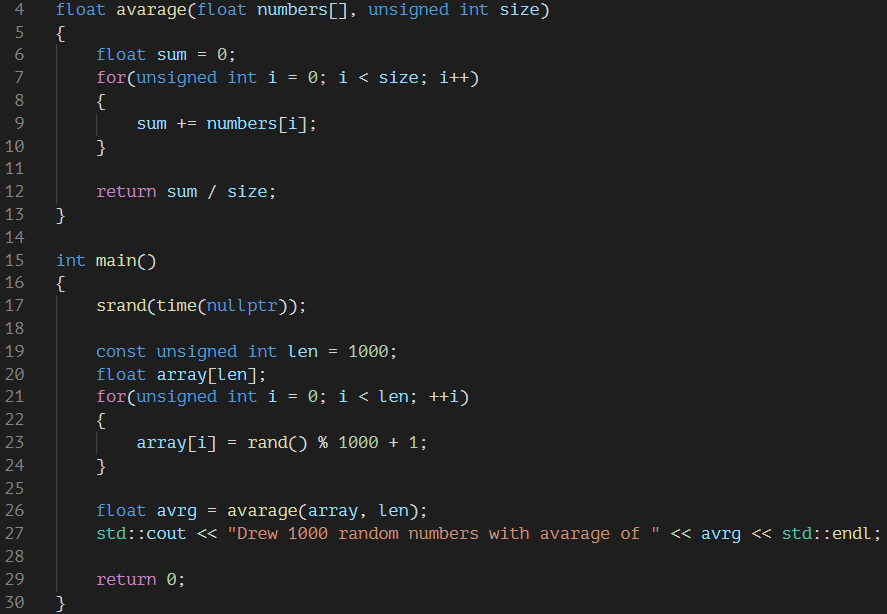 4 float avarage(float numbers[], unsigned int size)
5 {
6     float sum = 0;
7     for(unsigned int i = 0; i < size; i++)
8     {
9         sum += numbers[i];
10     }
11
12     return sum / size;
13 }
14
15 int main()
16 {
17     srand(time(nullptr));
18
19     const unsigned int len = 1000;
20     float array[len];
21     for(unsigned int i = 0; i < len; ++i)
22     {
23         array[i] = rand() % 1000 + 1;
24     }
25
26     float avrg = avarage(array, len);
27     std::cout << "Drew 1000 random numbers with avarage of " << avrg << std::endl;
28
29     return 0;
30 }